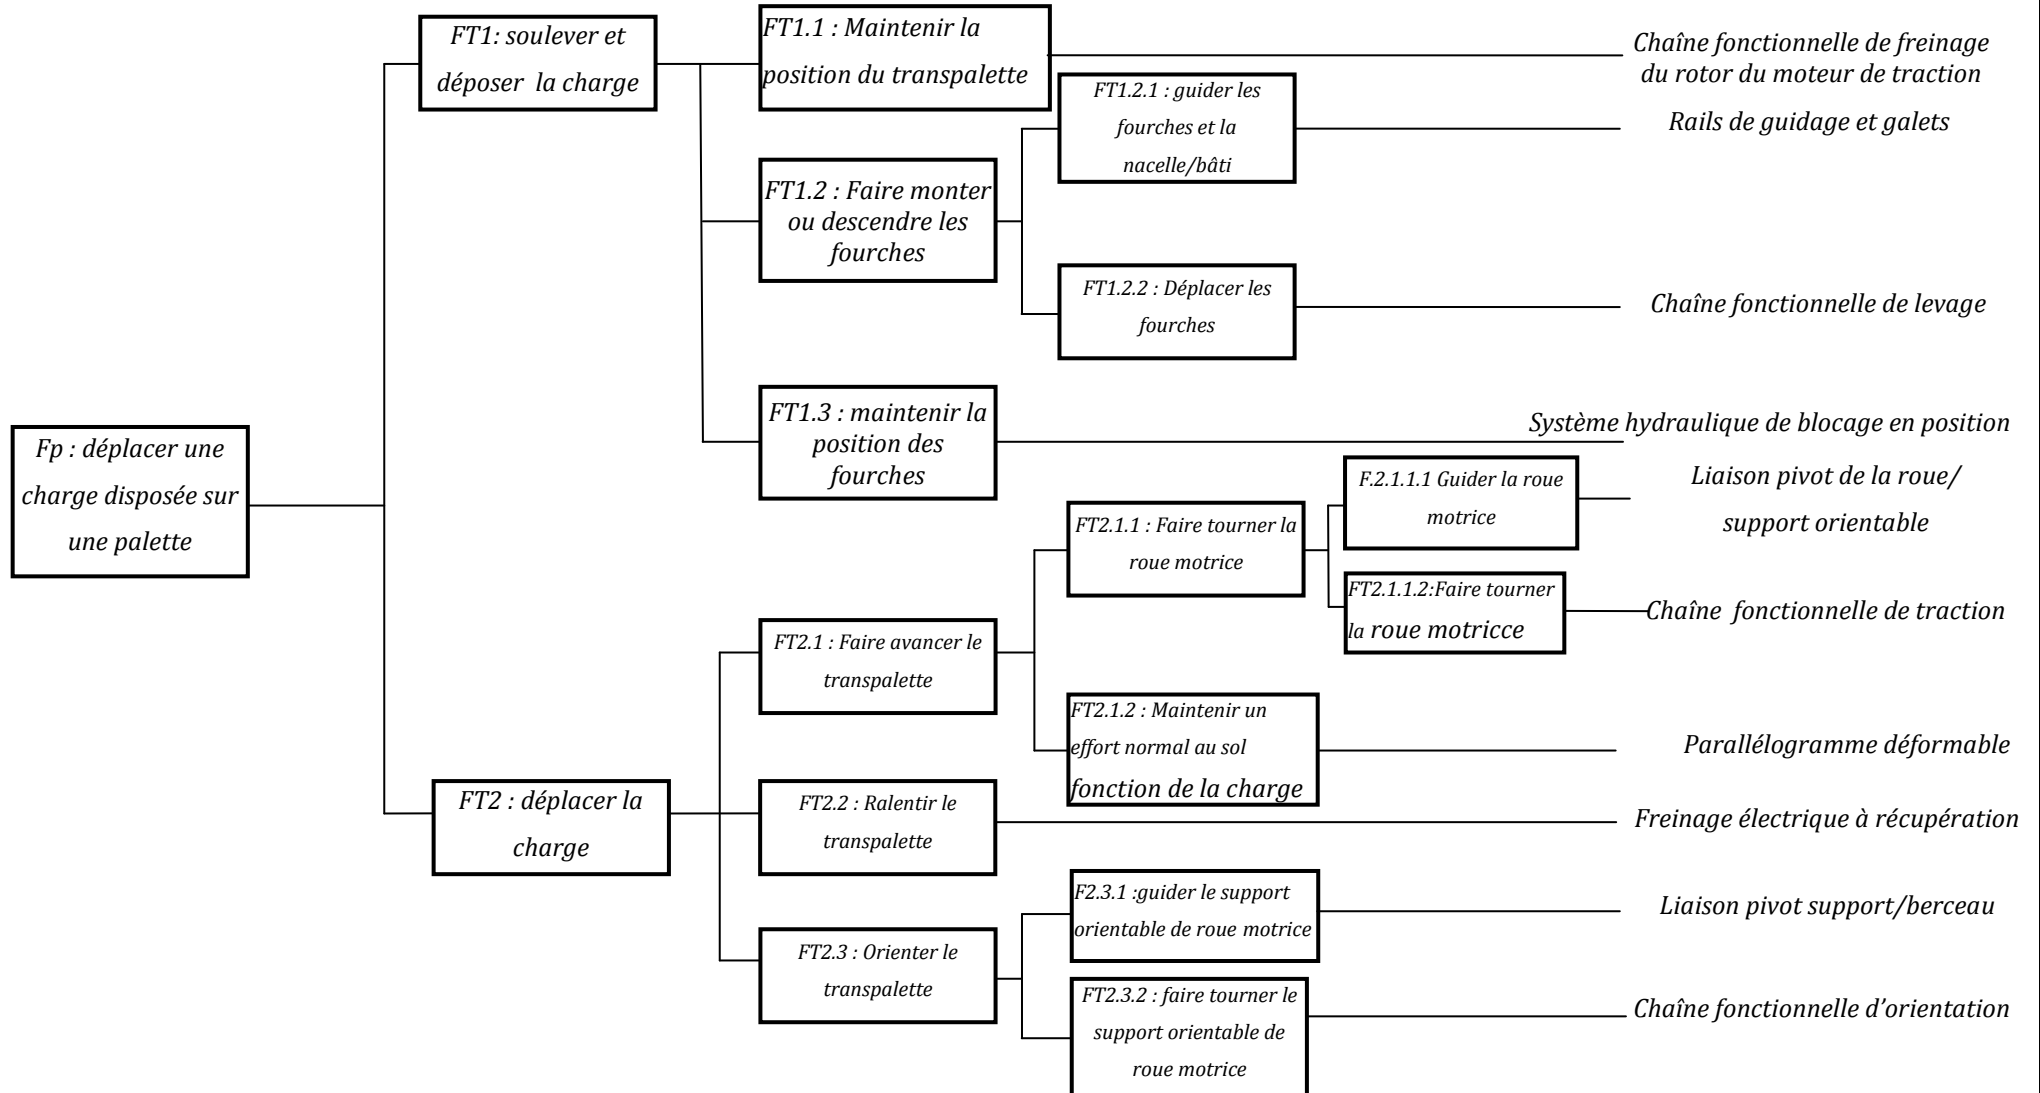 Fp : déplacer une
charge disposée sur
une palette
FT1: soulever et
déposer  la charge
FT1.1 : Maintenir la
position du transpalette
Chaîne fonctionnelle de freinage
du rotor du moteur de traction
FT1.2 : Faire monter
ou descendre les
fourches
FT1.2.1 : guider les
fourches et la
nacelle/bâti
Rails de guidage et galets
FT1.2.2 : Déplacer les
fourches
Chaîne fonctionnelle de levage
FT1.3 : maintenir la
position des
fourches
Système hydraulique de blocage en position
FT2 : déplacer la
charge
FT2.1 : Faire avancer le
transpalette
FT2.1.1 : Faire tourner la
roue motrice
F.2.1.1.1 Guider la roue
motrice
Liaison pivot de la roue/
support orientable
FT2.1.1.2:Faire tourner
la roue motricce
Chaîne  fonctionnelle de traction
FT2.1.2 : Maintenir un
effort normal au sol
fonction de la charge
Parallélogramme déformable
FT2.2 : Ralentir le
transpalette
Freinage électrique à récupération
FT2.3 : Orienter le
transpalette
F2.3.1 :guider le support
orientable de roue motrice
Liaison pivot support/berceau
FT2.3.2 : faire tourner le
support orientable de
roue motrice
Chaîne fonctionnelle d'orientation